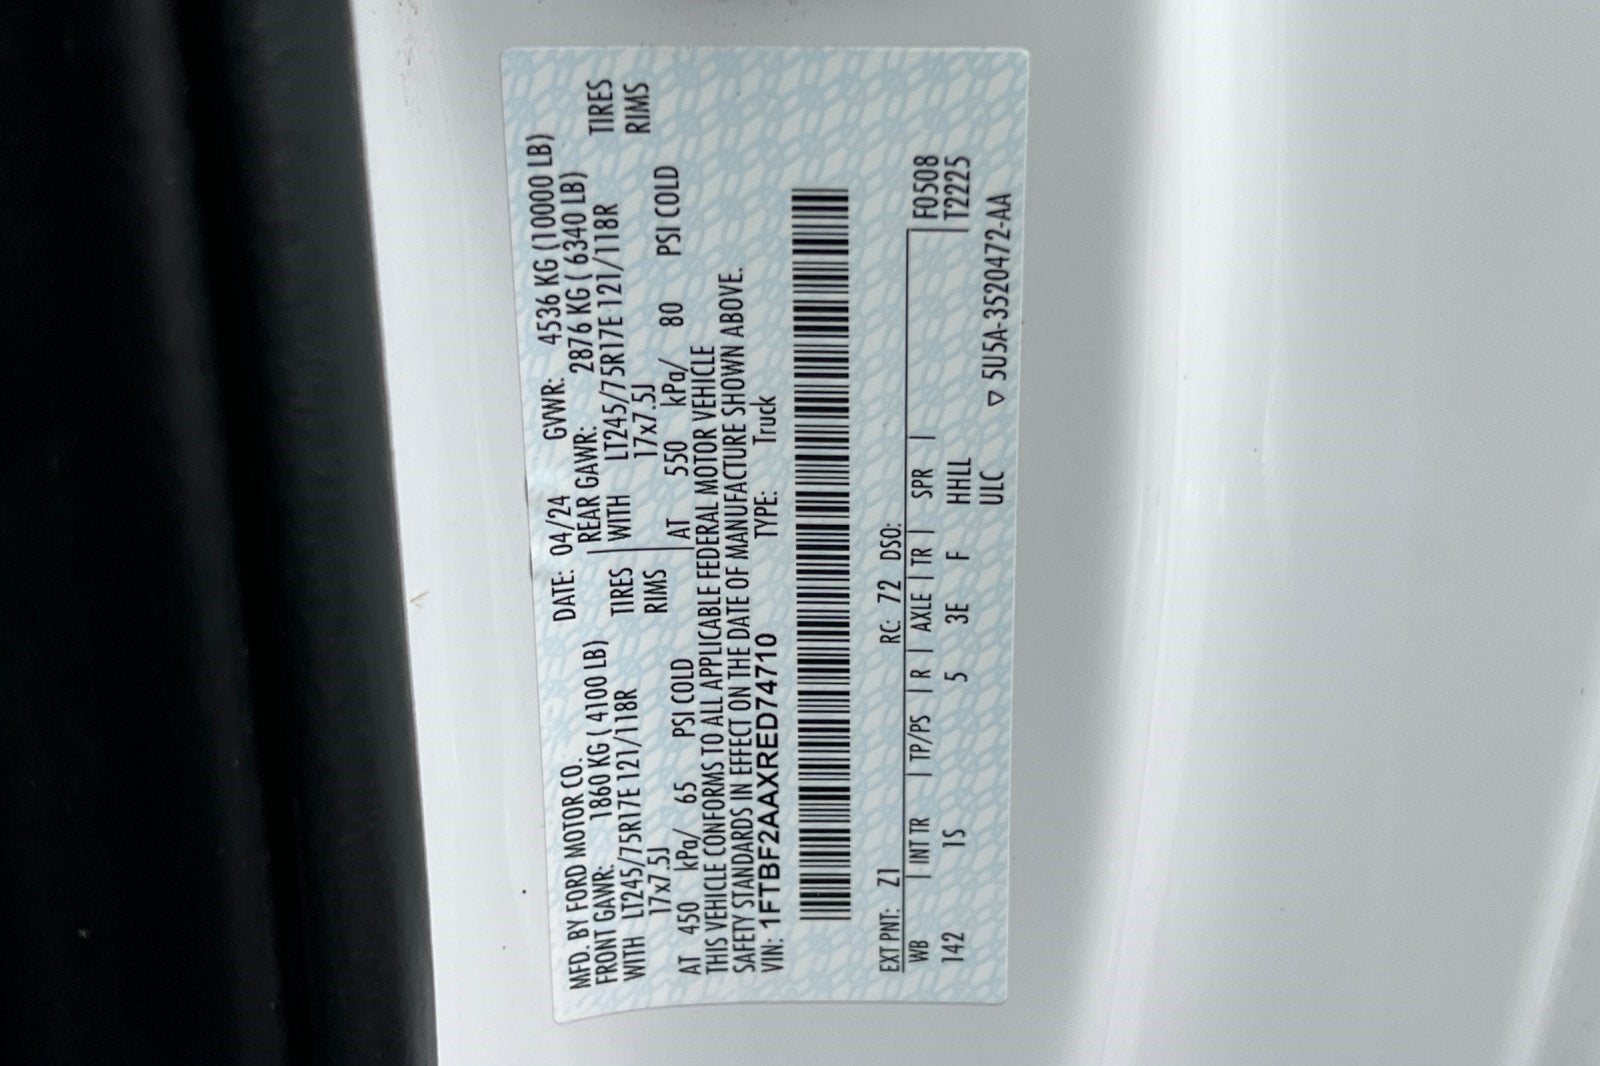 MFD. BY FORD MOTOR CO.
DATE: 04/24 GVWR: 4536 KG (10000 LB)
FRONT GAWR: 1860 KG ( 4100 LB) REAR GAWR: 2876 KG ( 6340 LB)
WITH LT245/75R17E 121/118R TIRES WITH LT245/75R17E 121/118R TIRES
17x7.5J RIMS 17x7.5J RIMS
AT 450 kPa/ 65 PSI COLD AT 550 kPa/ 80 PSI COLD
THIS VEHICLE CONFORMS TO ALL APPLICABLE FEDERAL MOTOR VEHICLE
SAFETY STANDARDS IN EFFECT ON THE DATE OF MANUFACTURE SHOWN ABOVE.
VIN: 1FTBF2AAXRED74710 TYPE: Truck
EXT PNT: Z1 RC: 72 DSO:
WB | INT TR | TP/PS | R | AXLE | TR | SPR | F0508
142 1S 5 3E F HHLL T2225
ULC ▽ 5U5A-3520472-AA